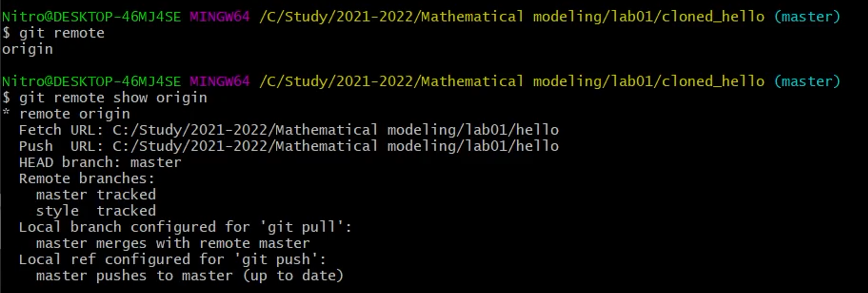 Nitro@DESKTOP-46MJ4SE MINGW64 /C/Study/2021-2022/Mathematical modeling/lab01/cloned_hello (master)
$ git remote
origin
Nitro@DESKTOP-46MJ4SE MINGW64 /C/Study/2021-2022/Mathematical modeling/lab01/cloned_hello (master)
$ git remote show origin
* remote origin
  Fetch URL: C:/Study/2021-2022/Mathematical modeling/lab01/hello
  Push  URL: C:/Study/2021-2022/Mathematical modeling/lab01/hello
  HEAD branch: master
  Remote branches:
    master tracked
    style  tracked
  Local branch configured for 'git pull':
    master merges with remote master
  Local ref configured for 'git push':
    master pushes to master (up to date)